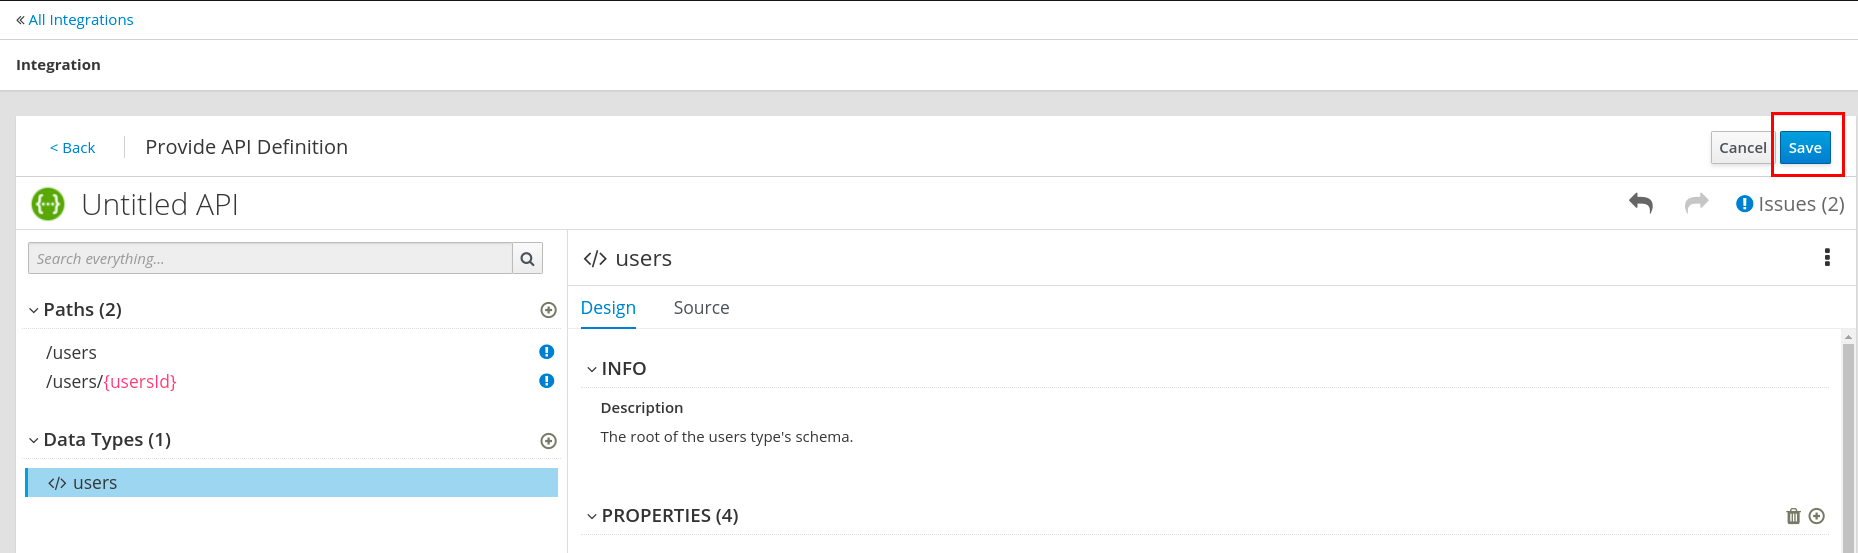 « All Integrations
Integration
< Back
Provide API Definition
Cancel
Save
Untitled API
Issues (2)
Search everything...
</> users
Design
Source
Paths (2)
/users
/users/{usersId}
INFO
Description
The root of the users type's schema.
Data Types (1)
</> users
PROPERTIES (4)